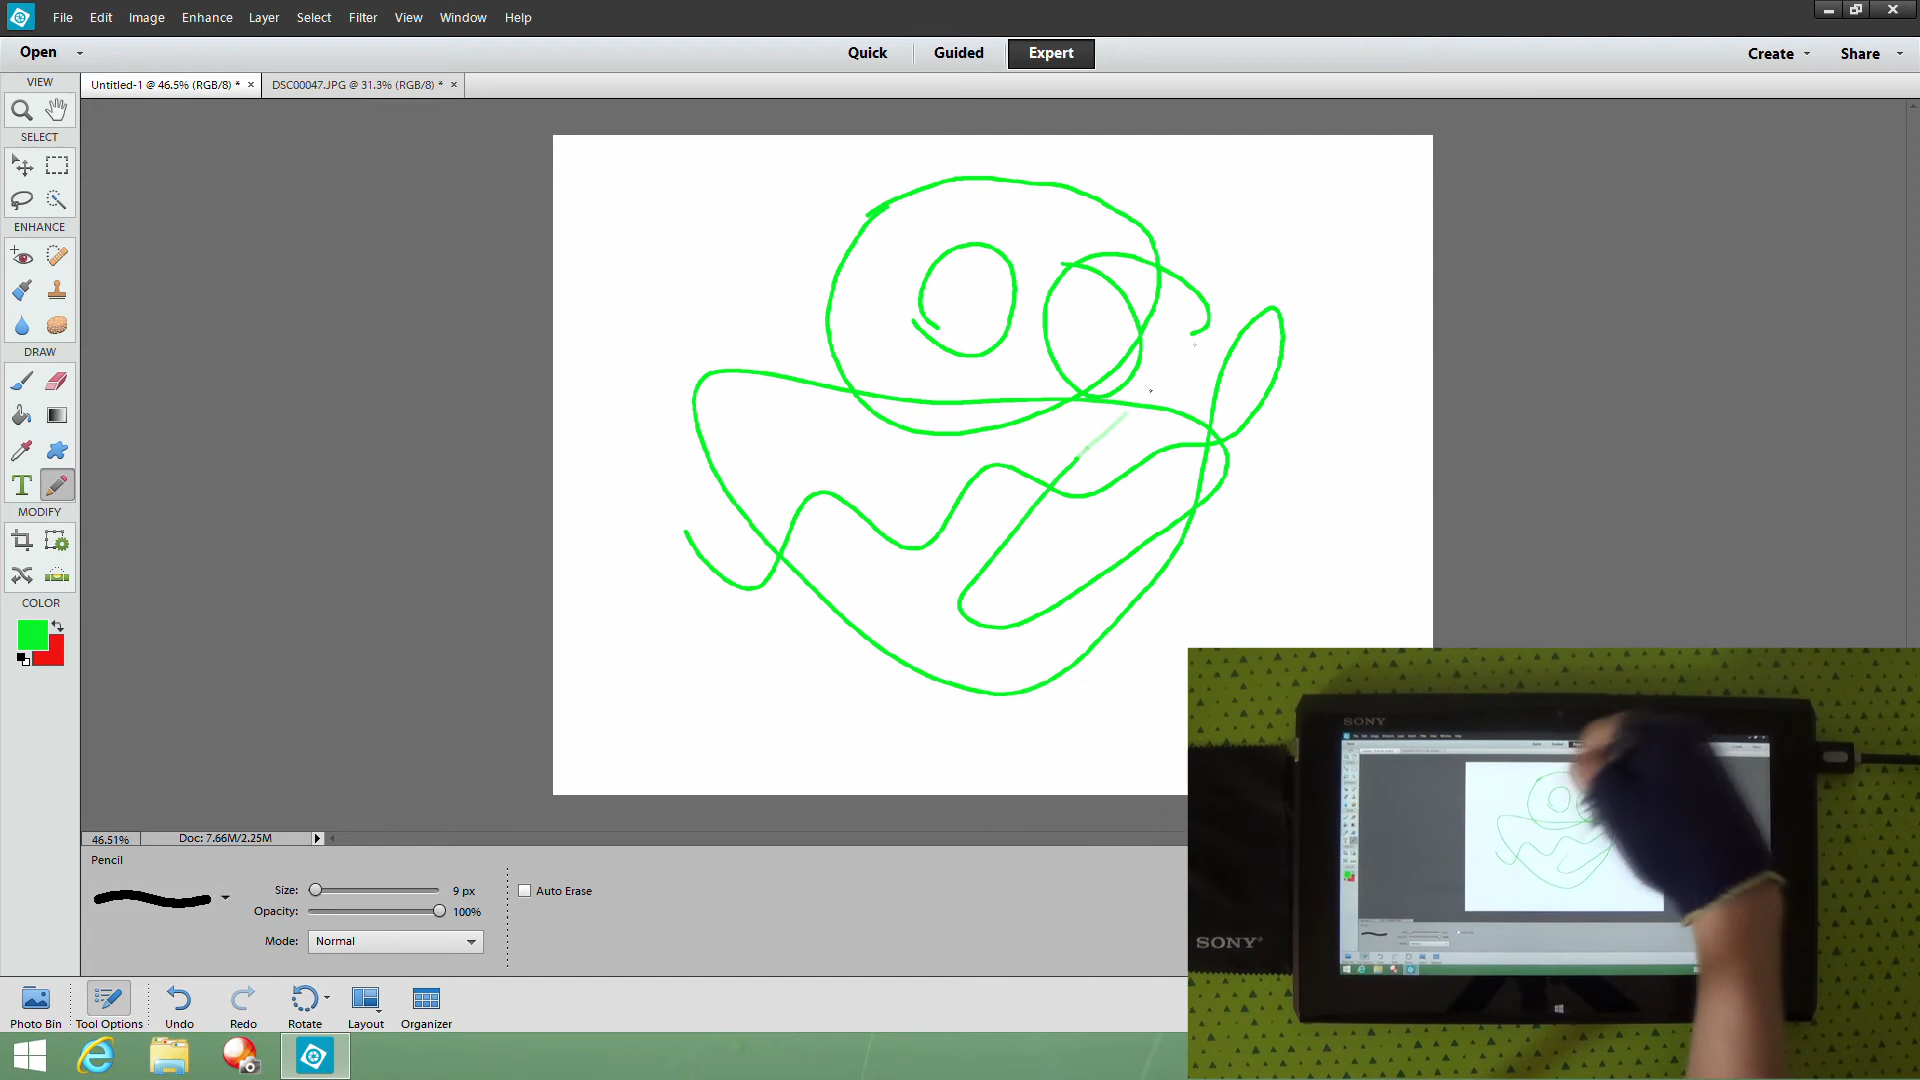 File Edit Image Enhance Layer Select Filter View Window Help
Open Quick Guided Expert Create Share
VIEW Untitled-1 @ 46.5% (RGB/8) * × DSC00047.JPG @ 31.3% (RGB/8) * ×
SELECT
ENHANCE
DRAW
T
MODIFY
COLOR
46.51% Doc: 7.66M/2.25M
Pencil
Size: 9 px Auto Erase
Opacity: 100%
Mode: Normal
Photo Bin Tool Options Undo Redo Rotate Layout Organizer
SONY
SONY